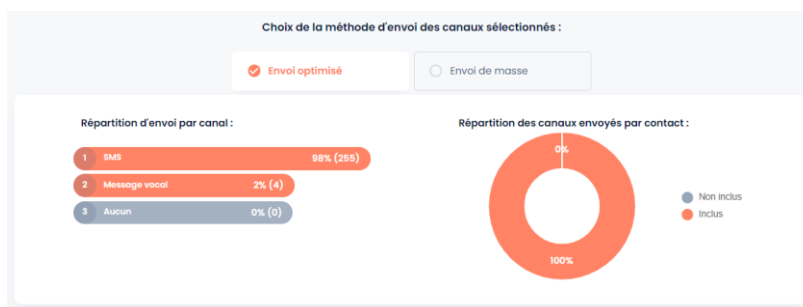 Choix de la méthode d'envoi des canaux sélectionnés :
Envoi optimisé
Envoi de masse
Répartition d'envoi par canal :
1 SMS 98% (255)
2 Message vocal 2% (4)
3 Aucun 0% (0)
Répartition des canaux envoyés par contact :
0%
100%
Non inclus
Inclus